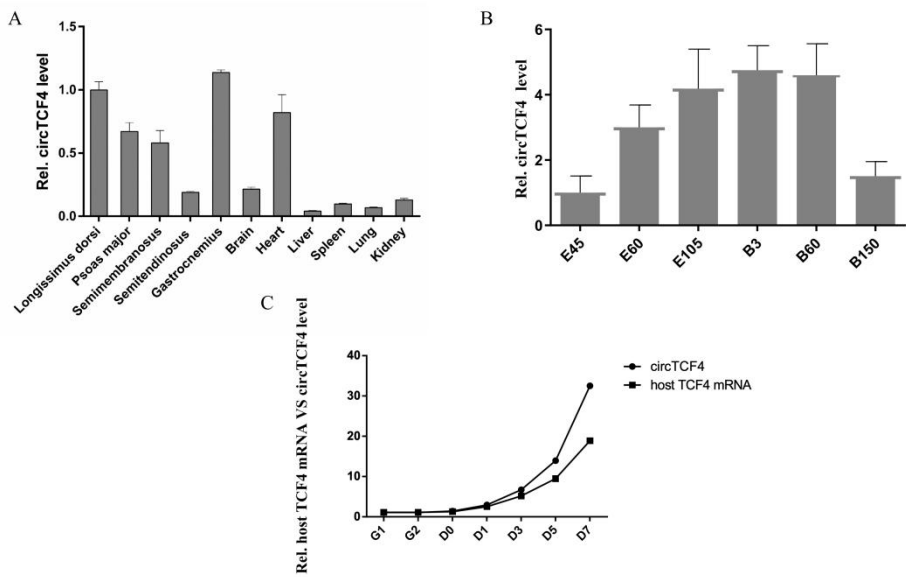 A
Rel. circTCF4 level
1.5
1.0
0.5
0.0
Longissimus dorsi
Psoas major
Semimembranosus
Semitendinosus
Gastrocnemius
Brain
Heart
Liver
Spleen
Lung
Kidney
B
Rel. circTCF4 level
6
4
2
0
E45
E60
E105
B3
B60
B150
C
Rel. host TCF4 mRNA VS circTCF4 level
40
30
20
10
0
G1
G2
D0
D1
D3
D5
D7
circTCF4
host TCF4 mRNA